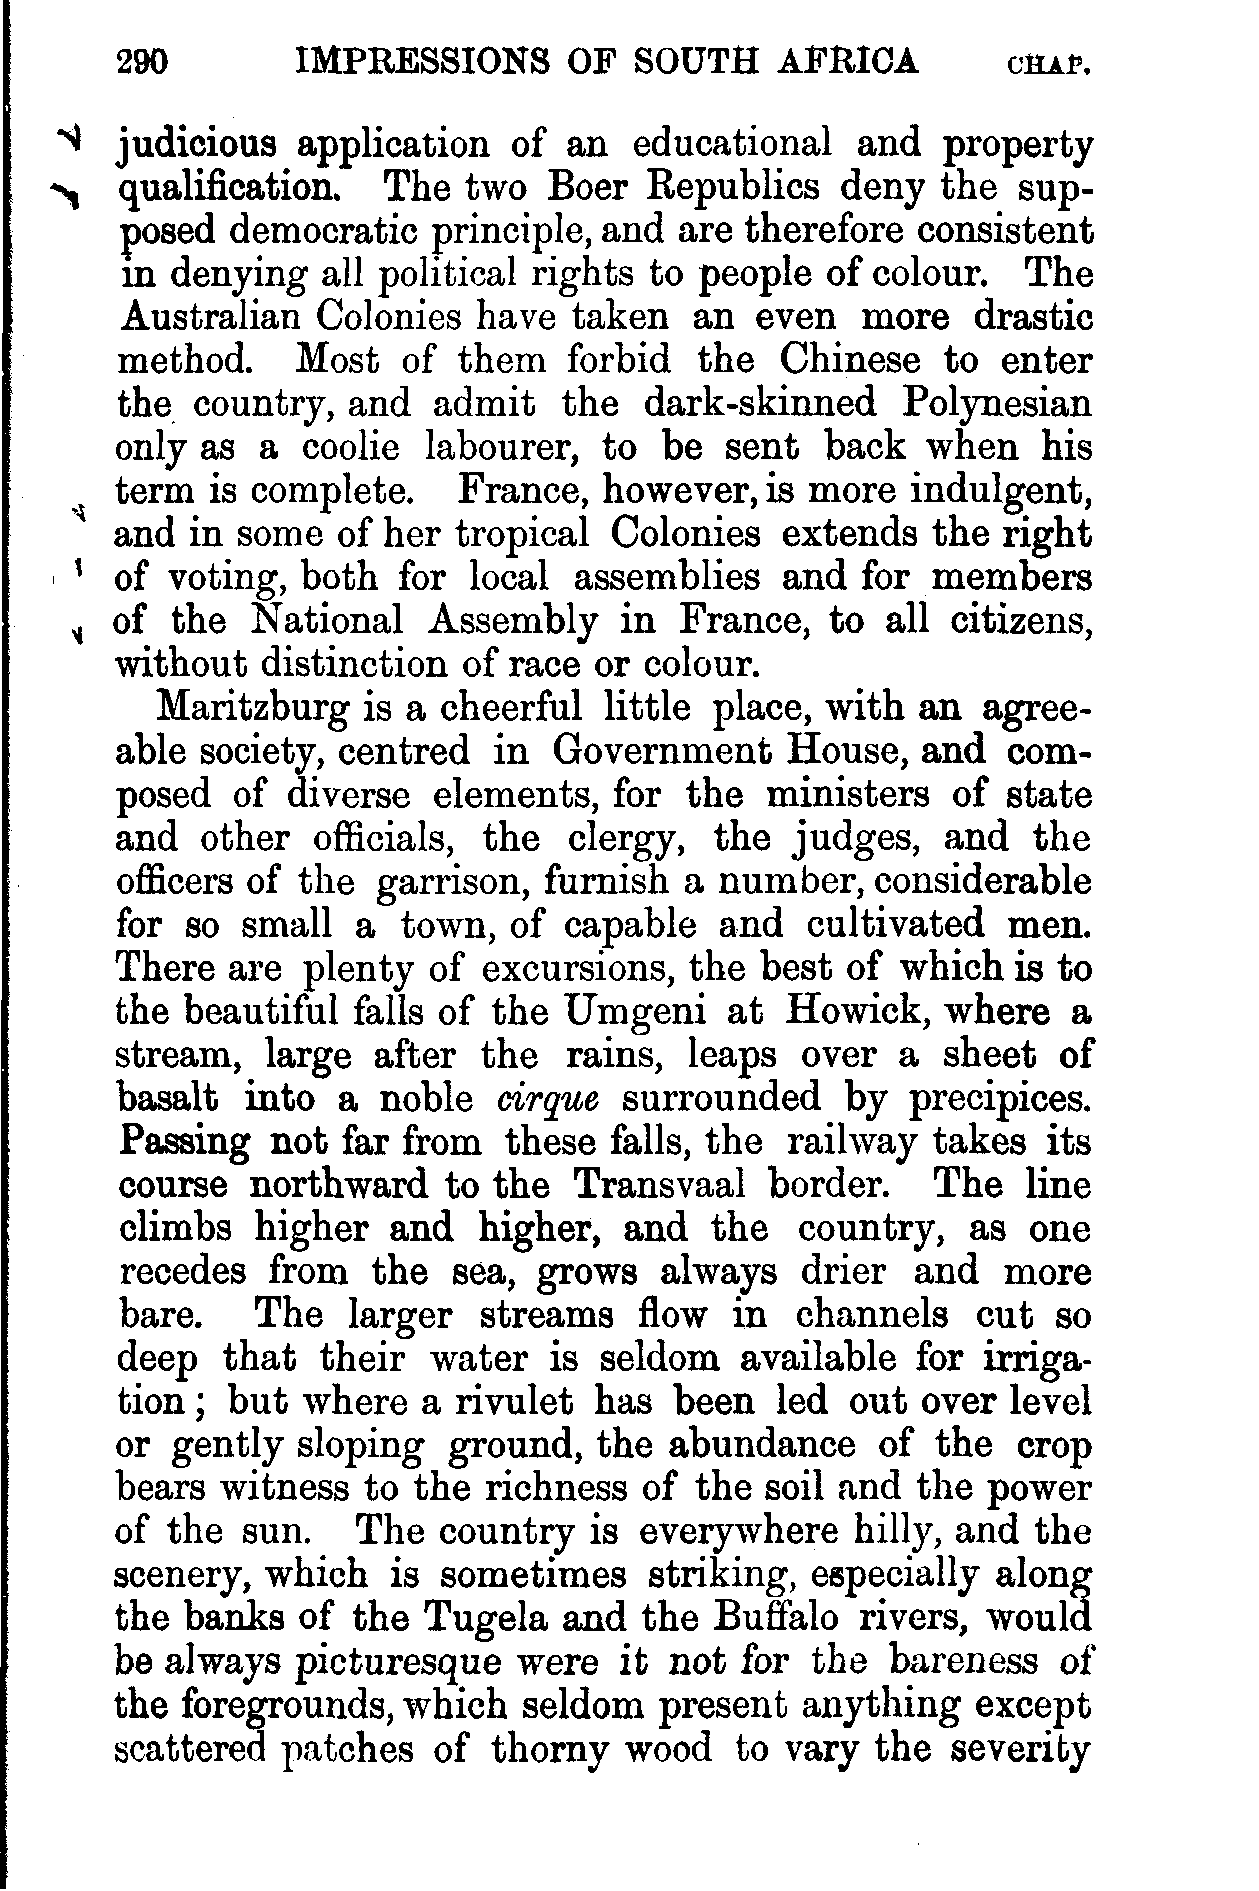 290 IMPRESSIONS OF SOUTH AFRICA CHAP.
judicious application of an educational and property
qualification. The two Boer Republics deny the sup-
posed democratic principle, and are therefore consistent
in denying all political rights to people of colour. The
Australian Colonies have taken an even more drastic
method. Most of them forbid the Chinese to enter
the country, and admit the dark-skinned Polynesian
only as a coolie labourer, to be sent back when his
term is complete. France, however, is more indulgent,
and in some of her tropical Colonies extends the right
of voting, both for local assemblies and for members
of the National Assembly in France, to all citizens,
without distinction of race or colour.
Maritzburg is a cheerful little place, with an agree-
able society, centred in Government House, and com-
posed of diverse elements, for the ministers of state
and other officials, the clergy, the judges, and the
officers of the garrison, furnish a number, considerable
for so small a town, of capable and cultivated men.
There are plenty of excursions, the best of which is to
the beautiful falls of the Umgeni at Howick, where a
stream, large after the rains, leaps over a sheet of
basalt into a noble cirque surrounded by precipices.
Passing not far from these falls, the railway takes its
course northward to the Transvaal border. The line
climbs higher and higher, and the country, as one
recedes from the sea, grows always drier and more
bare. The larger streams flow in channels cut so
deep that their water is seldom available for irriga-
tion ; but where a rivulet has been led out over level
or gently sloping ground, the abundance of the crop
bears witness to the richness of the soil and the power
of the sun. The country is everywhere hilly, and the
scenery, which is sometimes striking, especially along
the banks of the Tugela and the Buffalo rivers, would
be always picturesque were it not for the bareness of
the foregrounds, which seldom present anything except
scattered patches of thorny wood to vary the severity